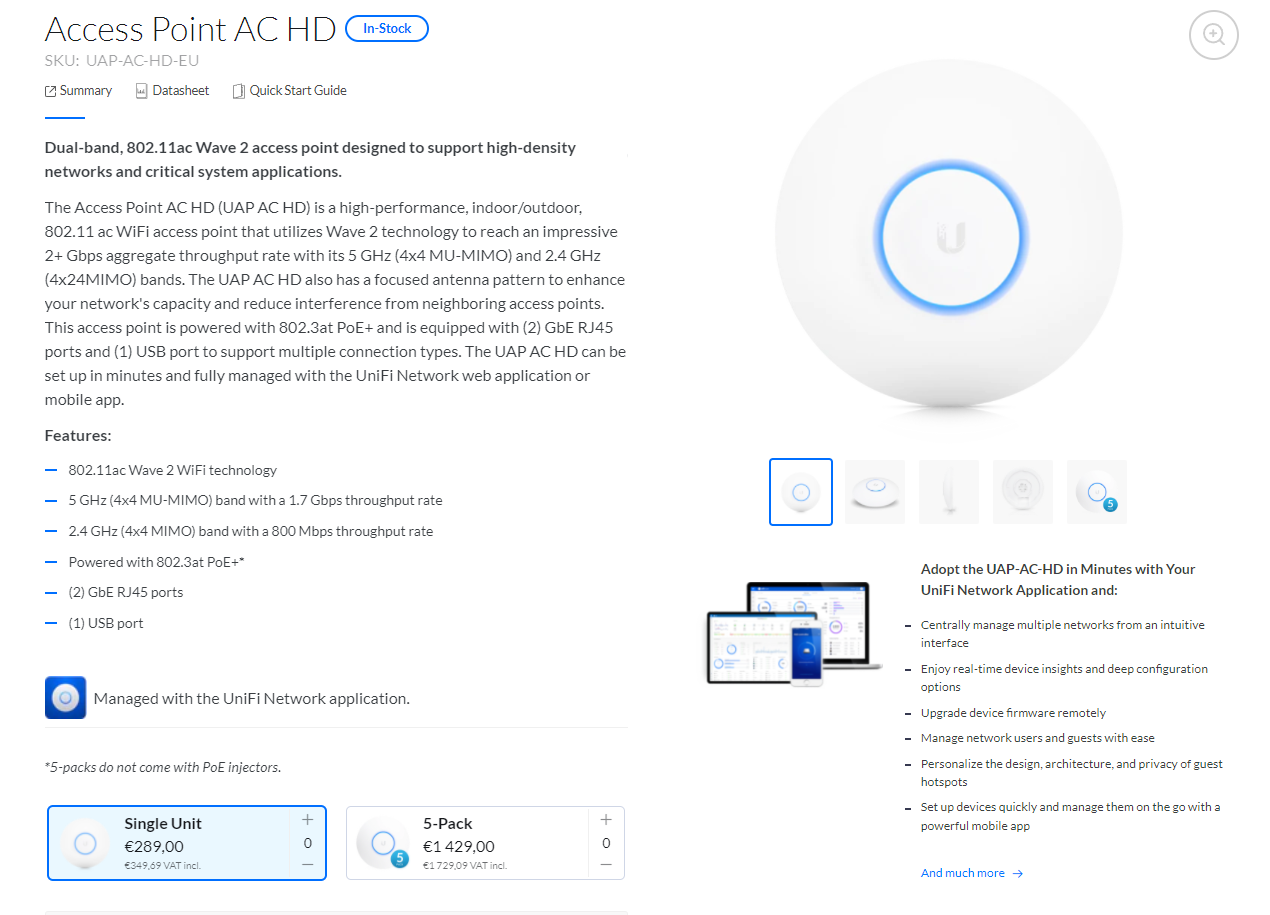 Access Point AC HD In-Stock
SKU: UAP-AC-HD-EU
Summary Datasheet Quick Start Guide
Dual-band, 802.11ac Wave 2 access point designed to support high-density
networks and critical system applications.
The Access Point AC HD (UAP AC HD) is a high-performance, indoor/outdoor,
802.11 ac WiFi access point that utilizes Wave 2 technology to reach an impressive
2+ Gbps aggregate throughput rate with its 5 GHz (4x4 MU-MIMO) and 2.4 GHz
(4x24MIMO) bands. The UAP AC HD also has a focused antenna pattern to enhance
your network's capacity and reduce interference from neighboring access points.
This access point is powered with 802.3at PoE+ and is equipped with (2) GbE RJ45
ports and (1) USB port to support multiple connection types. The UAP AC HD can be
set up in minutes and fully managed with the UniFi Network web application or
mobile app.
Features:
802.11ac Wave 2 WiFi technology
5 GHz (4x4 MU-MIMO) band with a 1.7 Gbps throughput rate
2.4 GHz (4x4 MIMO) band with a 800 Mbps throughput rate
Powered with 802.3at PoE+*
(2) GbE RJ45 ports
(1) USB port
Managed with the UniFi Network application.
*5-packs do not come with PoE injectors.
Single Unit
€289,00
€349,69 VAT incl.
+
0
−
5
5-Pack
€1 429,00
€1 729,09 VAT incl.
+
0
−
U
5
Adopt the UAP-AC-HD in Minutes with Your
UniFi Network Application and:
Centrally manage multiple networks from an intuitive
interface
Enjoy real-time device insights and deep configuration
options
Upgrade device firmware remotely
Manage network users and guests with ease
Personalize the design, architecture, and privacy of guest
hotspots
Set up devices quickly and manage them on the go with a
powerful mobile app
And much more →